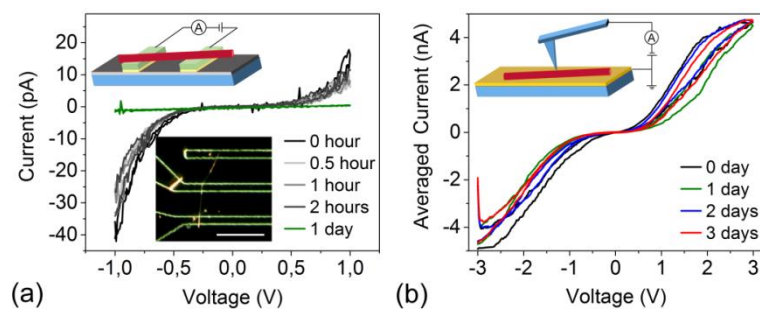 A
20
10
0
-10
-20
-30
-40
Current (pA)
0 hour
0.5 hour
1 hour
2 hours
1 day
-1,0
-0,5
0,0
0,5
1,0
Voltage (V)
(a)
A
4
2
0
-2
-4
Averaged Current (nA)
0 day
1 day
2 days
3 days
-3
-2
-1
0
1
2
3
Voltage (V)
(b)